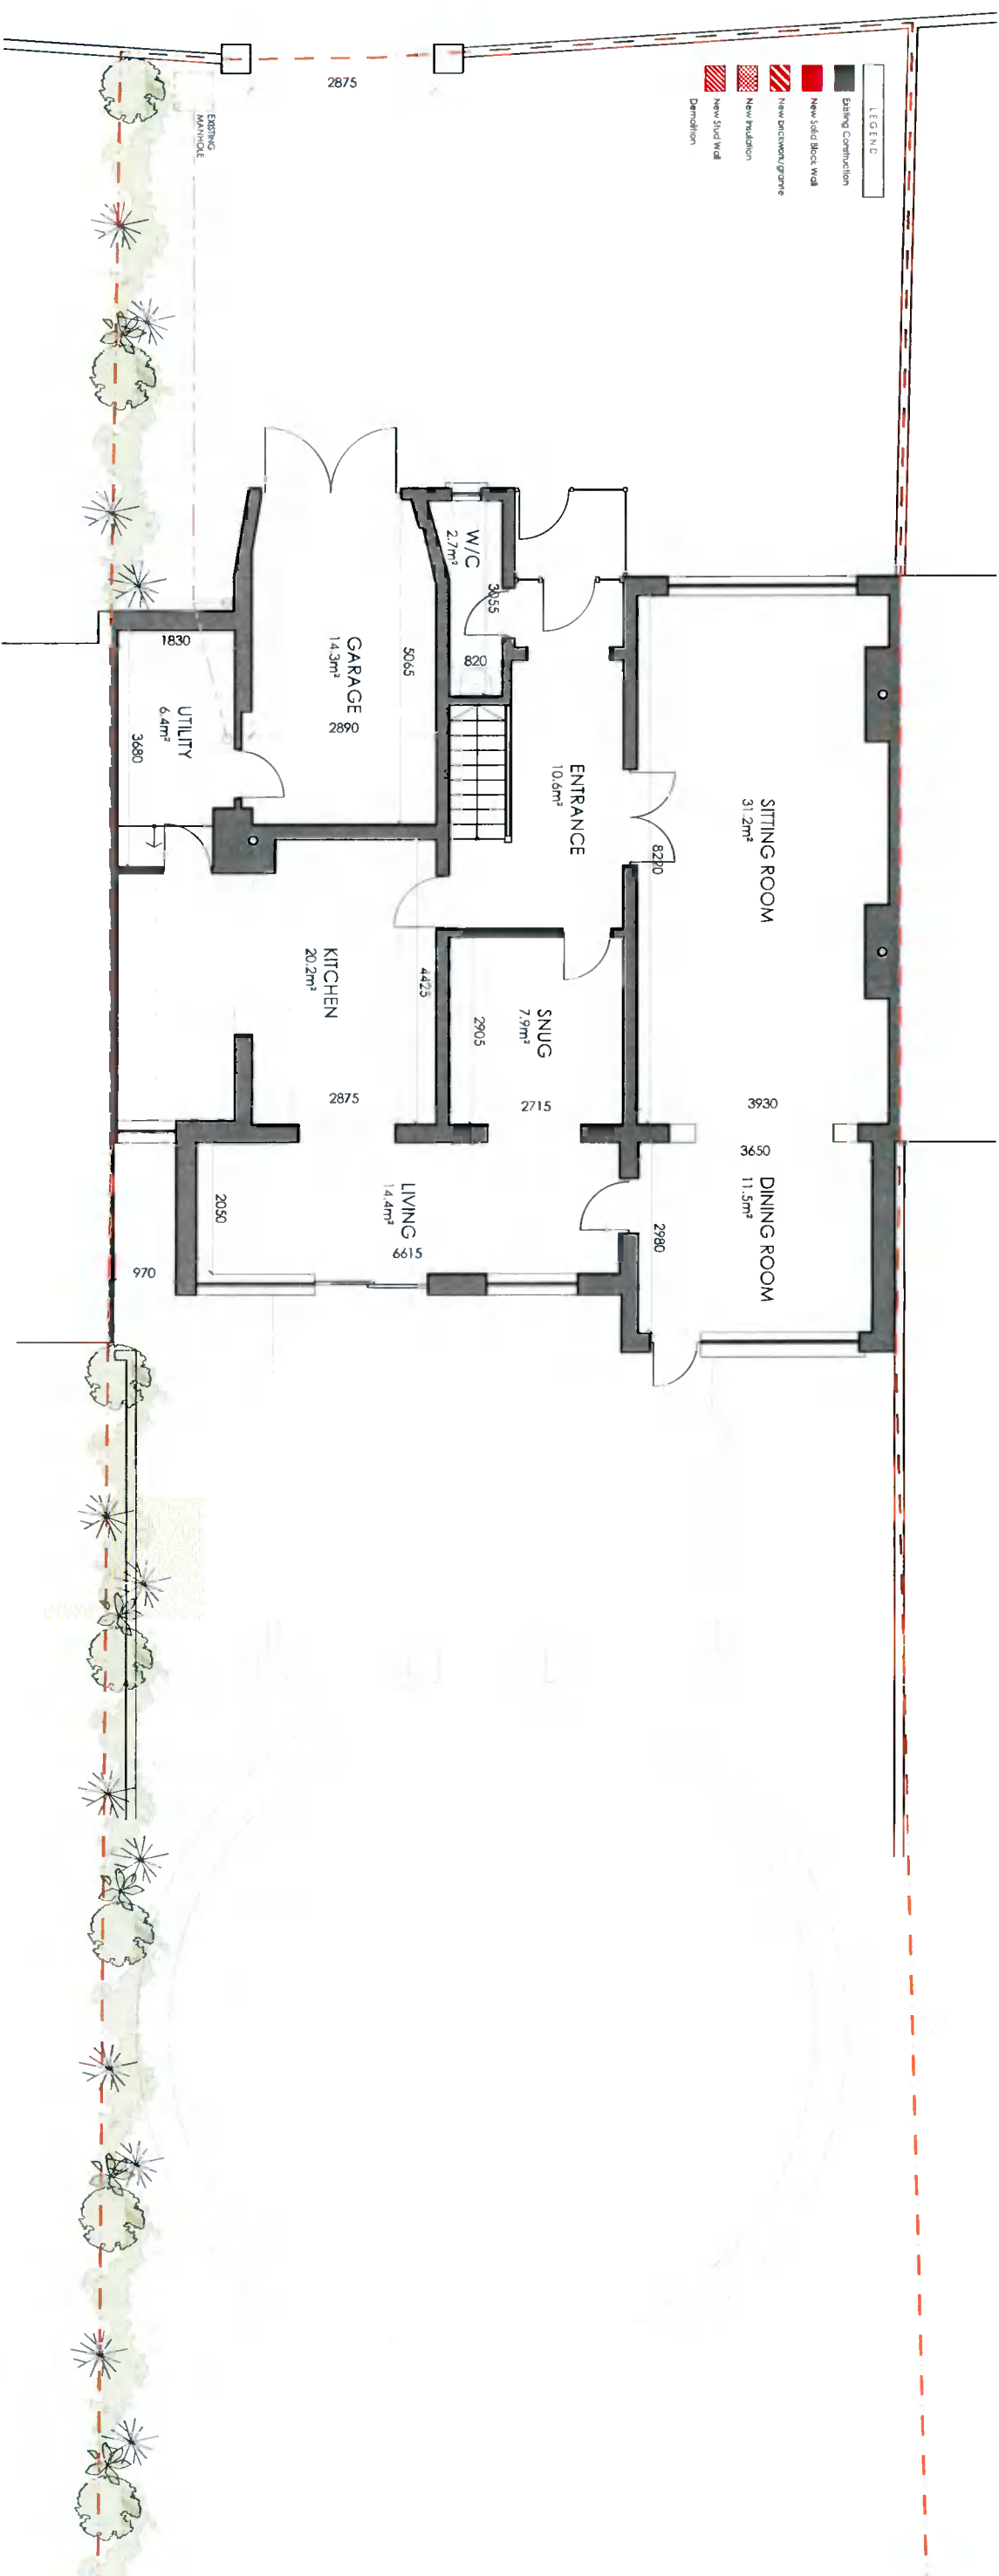 LEGEND
Existing Construction
New Solid Block Wall
New brickwork/granite
New Insulation
New Stud Wall
Demolition
2875
EXISTING
MANHOLE
W/C
2.7m²
3055
820
GARAGE
14.3m²
5065
2890
1830
UTILITY
6.4m²
3680
ENTRANCE
10.6m²
SITTING ROOM
31.2m²
8290
3930
KITCHEN
20.2m²
4425
2875
SNUG
7.9m²
2905
2715
3650
DINING ROOM
11.5m²
2980
LIVING
14.4m²
6615
2050
970